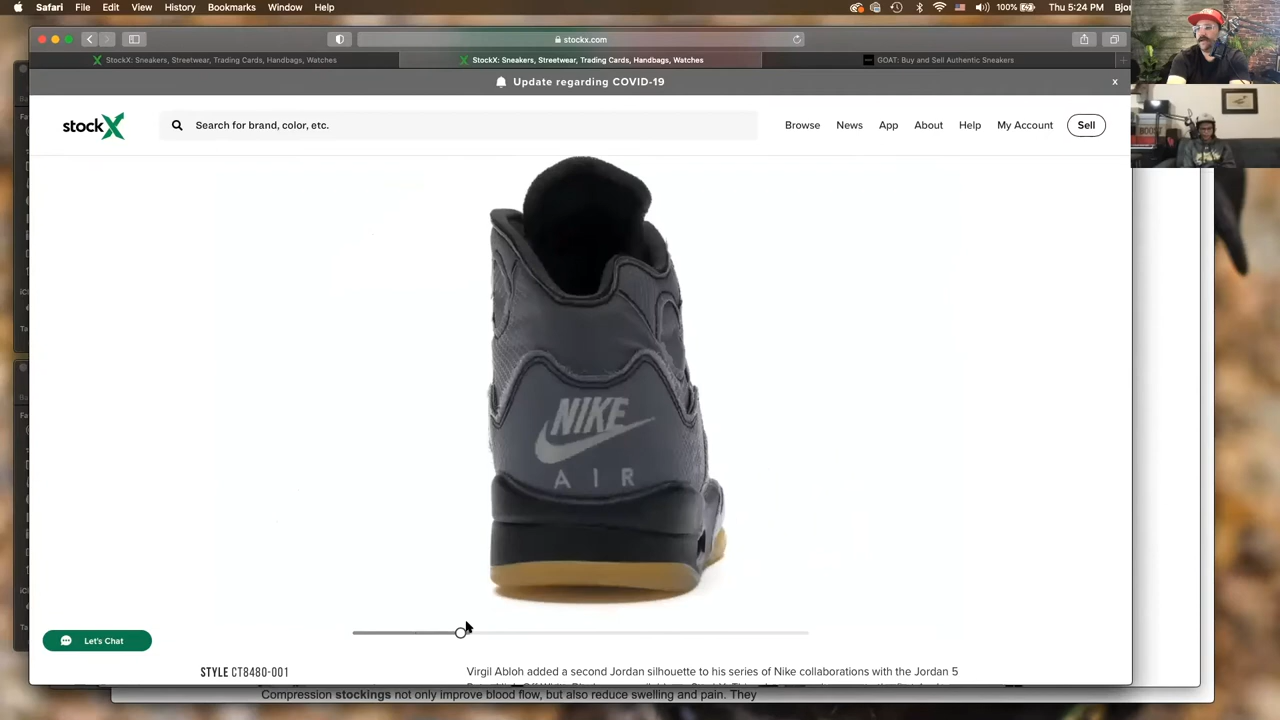 Safari File Edit View History Bookmarks Window Help 100% Thu 5:24 PM Bjor
stockx.com
StockX: Sneakers, Streetwear, Trading Cards, Handbags, Watches StockX: Sneakers, Streetwear, Trading Cards, Handbags, Watches GOAT: Buy and Sell Authentic Sneakers
Update regarding COVID-19 x
stockX Search for brand, color, etc. Browse News App About Help My Account Sell
NIKE
AIR
Let's Chat
STYLE CT8480-001 Virgil Abloh added a second Jordan silhouette to his series of Nike collaborations with the Jordan 5
Compression stockings not only improve blood flow, but also reduce swelling and pain. They